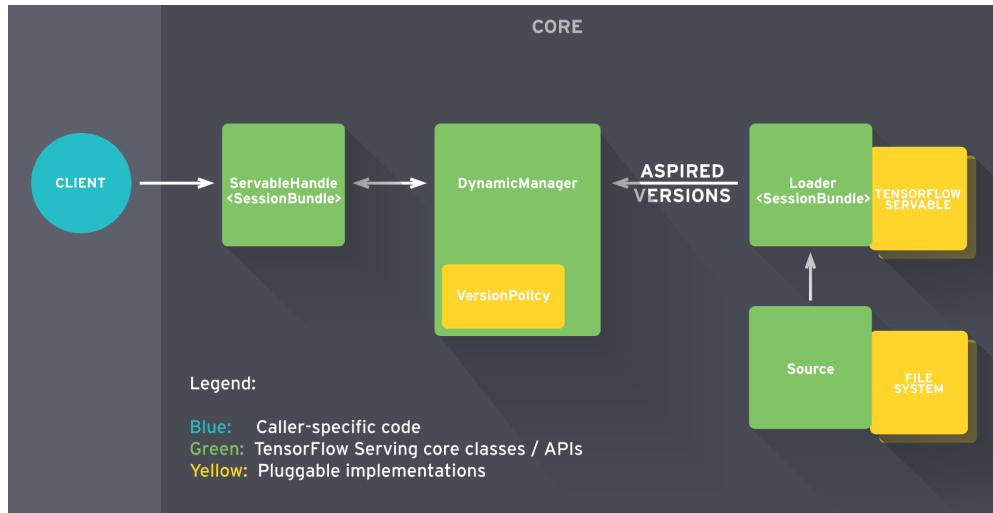 CORE
CLIENT
ServableHandle
<SessionBundle>
DynamicManager
VersionPolicy
ASPIRED
VERSIONS
Loader
<SessionBundle>
TENSORFLOW
SERVABLE
Source
FILE
SYSTEM
Legend:
Blue: Caller-specific code
Green: TensorFlow Serving core classes / APIs
Yellow: Pluggable implementations